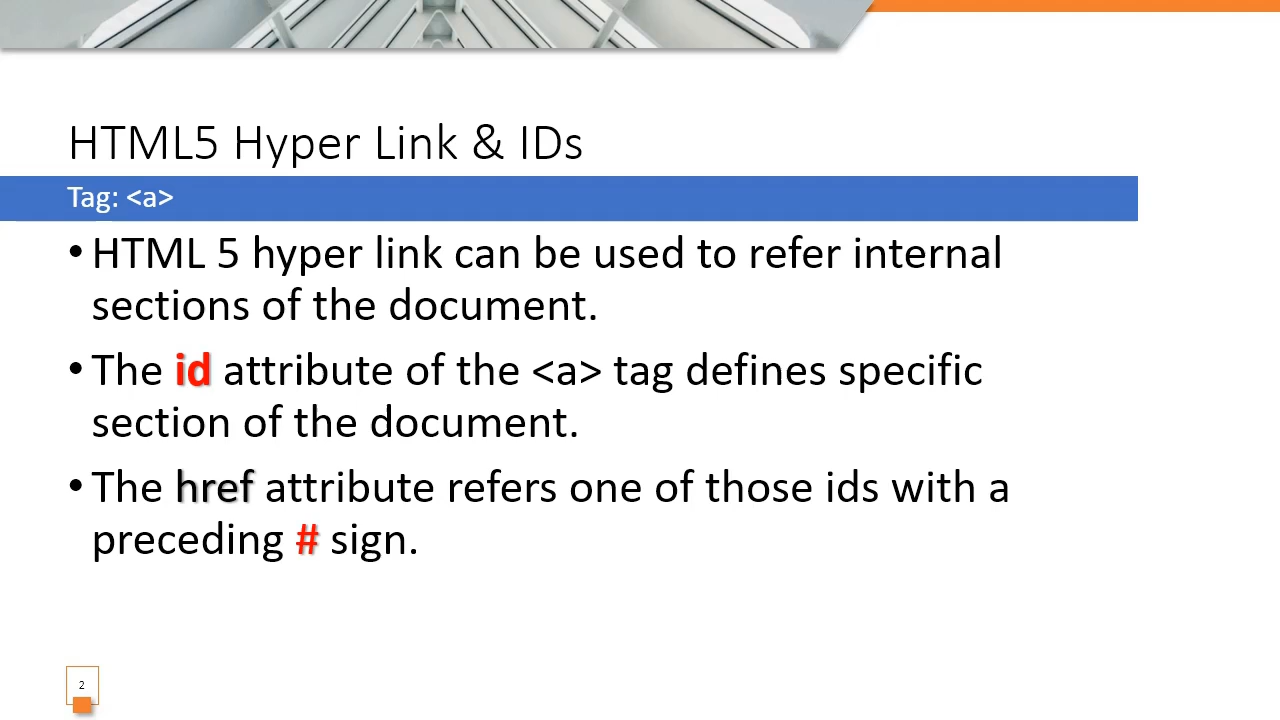 HTML5 Hyper Link & IDs
Tag: <a>
• HTML 5 hyper link can be used to refer internal
sections of the document.
• The id attribute of the <a> tag defines specific
section of the document.
• The href attribute refers one of those ids with a
preceding # sign.
2